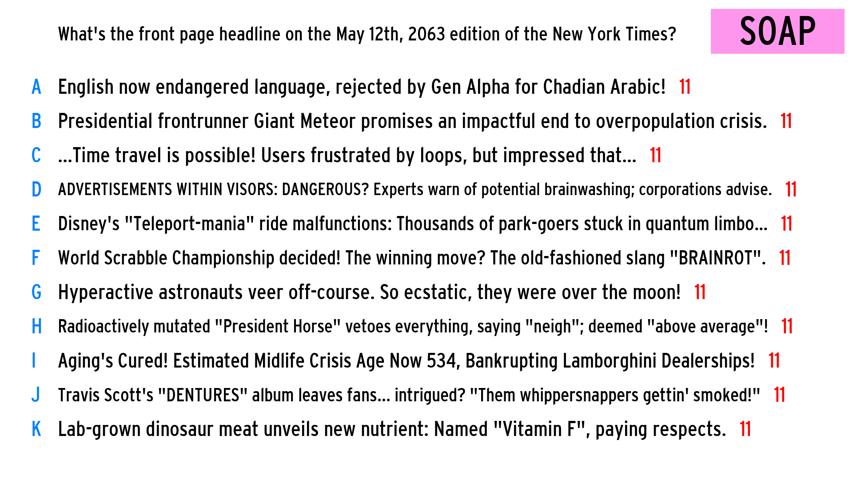 What's the front page headline on the May 12th, 2063 edition of the New York Times?
SOAP
A English now endangered language, rejected by Gen Alpha for Chadian Arabic! 11
B Presidential frontrunner Giant Meteor promises an impactful end to overpopulation crisis. 11
C ...Time travel is possible! Users frustrated by loops, but impressed that... 11
D ADVERTISEMENTS WITHIN VISORS: DANGEROUS? Experts warn of potential brainwashing; corporations advise. 11
E Disney's "Teleport-mania" ride malfunctions: Thousands of park-goers stuck in quantum limbo... 11
F World Scrabble Championship decided! The winning move? The old-fashioned slang "BRAINROT". 11
G Hyperactive astronauts veer off-course. So ecstatic, they were over the moon! 11
H Radioactively mutated "President Horse" vetoes everything, saying "neigh"; deemed "above average"! 11
I Aging's Cured! Estimated Midlife Crisis Age Now 534, Bankrupting Lamborghini Dealerships! 11
J Travis Scott's "DENTURES" album leaves fans... intrigued? "Them whippersnappers gettin' smoked!" 11
K Lab-grown dinosaur meat unveils new nutrient: Named "Vitamin F", paying respects. 11